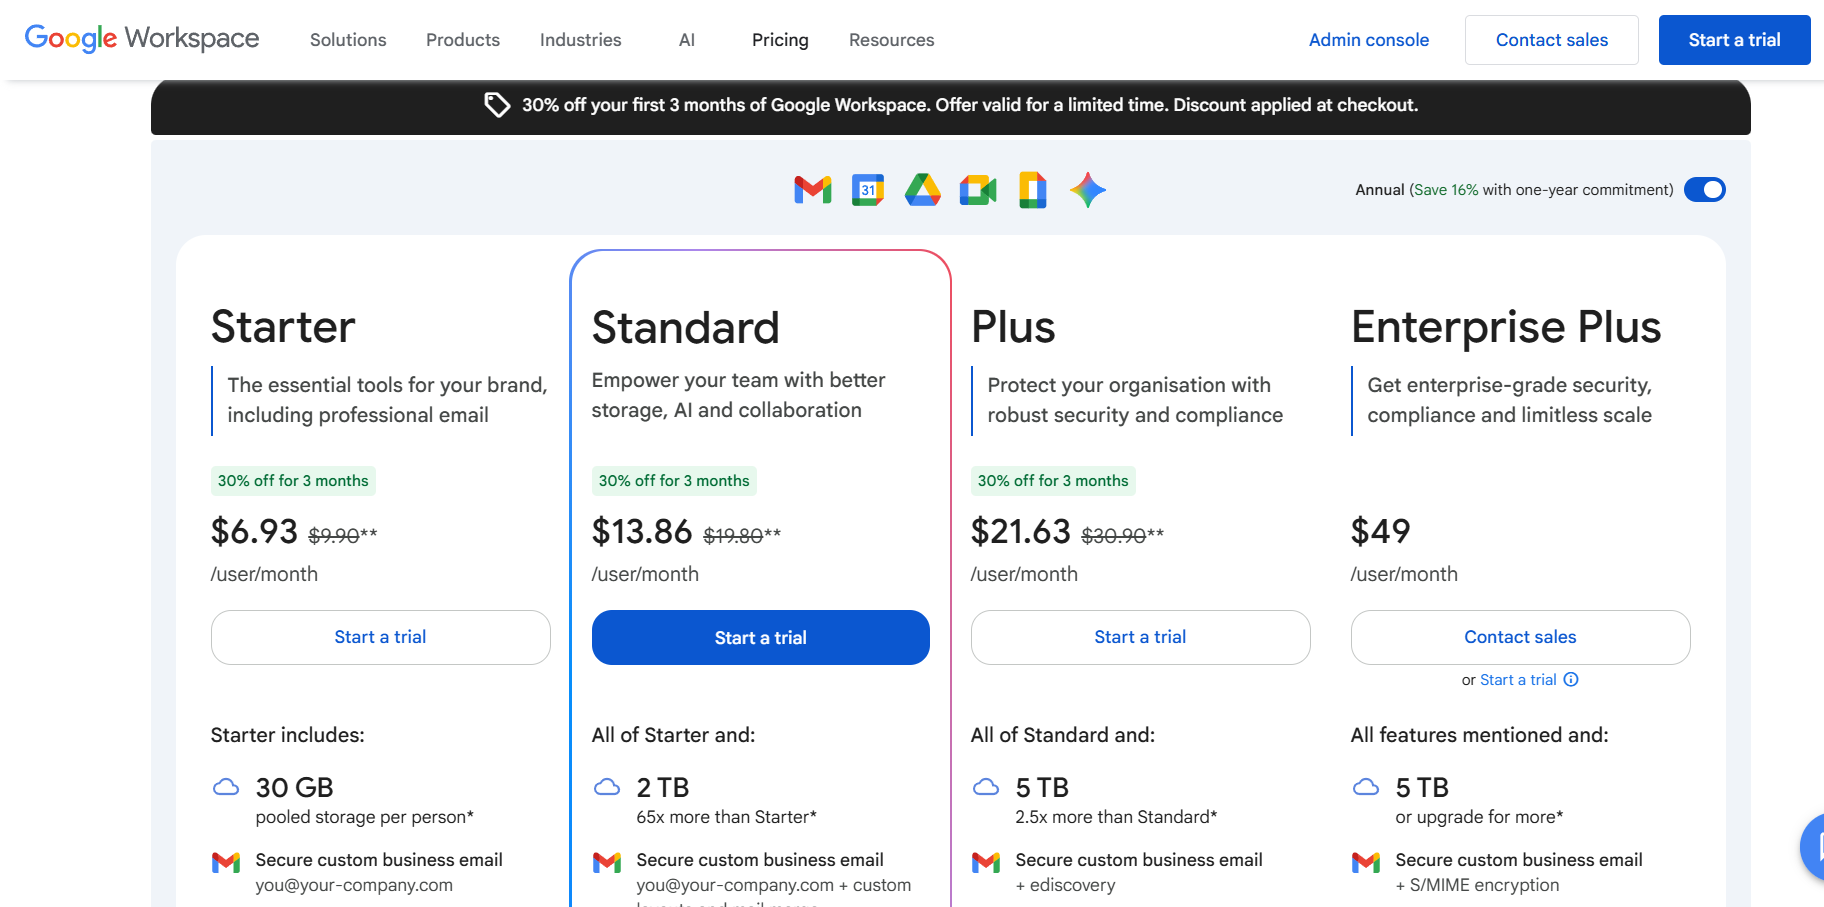 Google Workspace
Solutions
Products
Industries
AI
Pricing
Resources
Admin console
Contact sales
Start a trial
30% off your first 3 months of Google Workspace. Offer valid for a limited time. Discount applied at checkout.
31
Annual (Save 16% with one-year commitment)
Starter
The essential tools for your brand,
including professional email
30% off for 3 months
$6.93 $9.90**
/user/month
Start a trial
Starter includes:
30 GB
pooled storage per person*
Secure custom business email
you@your-company.com
Standard
Empower your team with better
storage, AI and collaboration
30% off for 3 months
$13.86 $19.80**
/user/month
Start a trial
All of Starter and:
2 TB
65x more than Starter*
Secure custom business email
you@your-company.com + custom
Plus
Protect your organisation with
robust security and compliance
30% off for 3 months
$21.63 $30.90**
/user/month
Start a trial
All of Standard and:
5 TB
2.5x more than Standard*
Secure custom business email
+ ediscovery
Enterprise Plus
Get enterprise-grade security,
compliance and limitless scale
$49
/user/month
Contact sales
or Start a trial
All features mentioned and:
5 TB
or upgrade for more*
Secure custom business email
+ S/MIME encryption